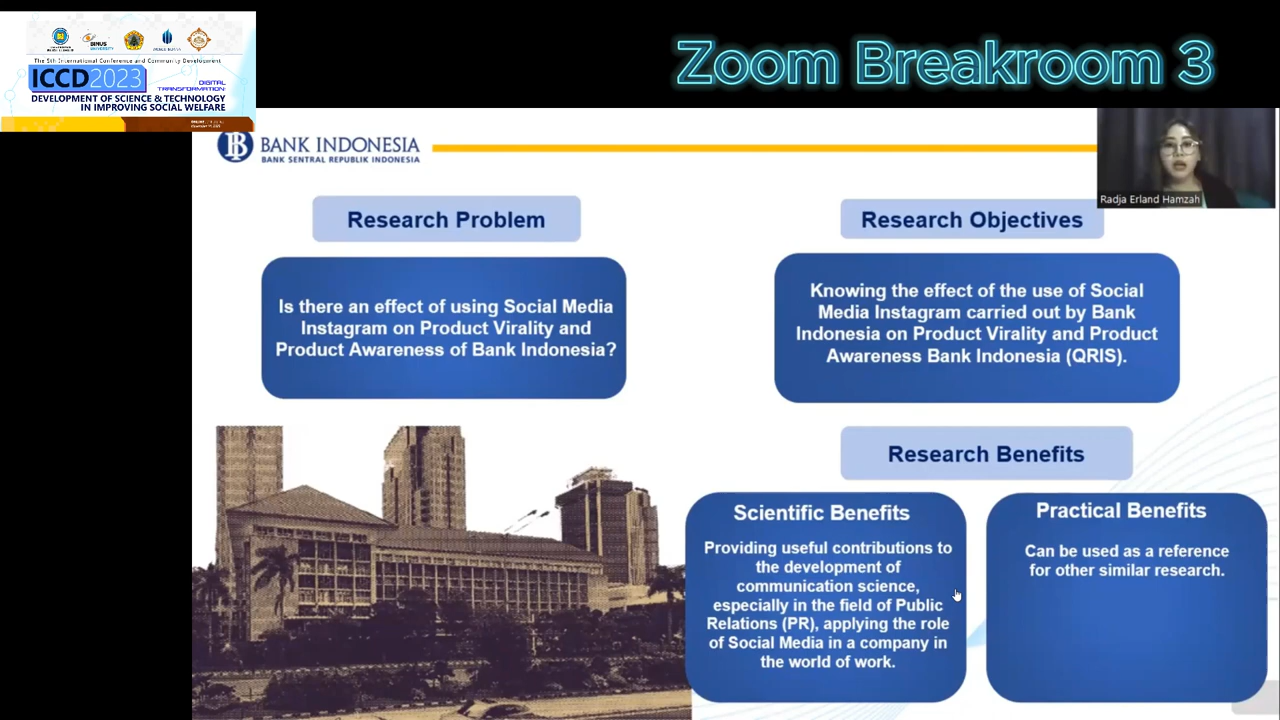 BINUS
UNIVERSITY
The 5th International Conference and Community Development
ICCD2023
DIGITAL
TRANSFORMATION:
DEVELOPMENT OF SCIENCE & TECHNOLOGY
IN IMPROVING SOCIAL WELFARE
Zoom Breakroom 3
BANK INDONESIA
BANK SENTRAL REPUBLIK INDONESIA
Radja Erland Hamzah
Research Problem
Is there an effect of using Social Media
Instagram on Product Virality and
Product Awareness of Bank Indonesia?
Research Objectives
Knowing the effect of the use of Social
Media Instagram carried out by Bank
Indonesia on Product Virality and Product
Awareness Bank Indonesia (QRIS).
Research Benefits
Scientific Benefits
Providing useful contributions to
the development of
communication science,
especially in the field of Public
Relations (PR), applying the role
of Social Media in a company in
the world of work.
Practical Benefits
Can be used as a reference
for other similar research.